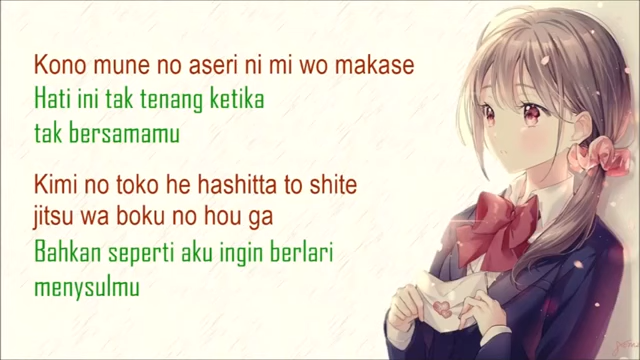 Kono mune no aseri ni mi wo makase
Hati ini tak tenang ketika
tak bersamamu
Kimi no toko he hashitta to shite
jitsu wa boku no hou ga
Bahkan seperti aku ingin berlari
menysulmu